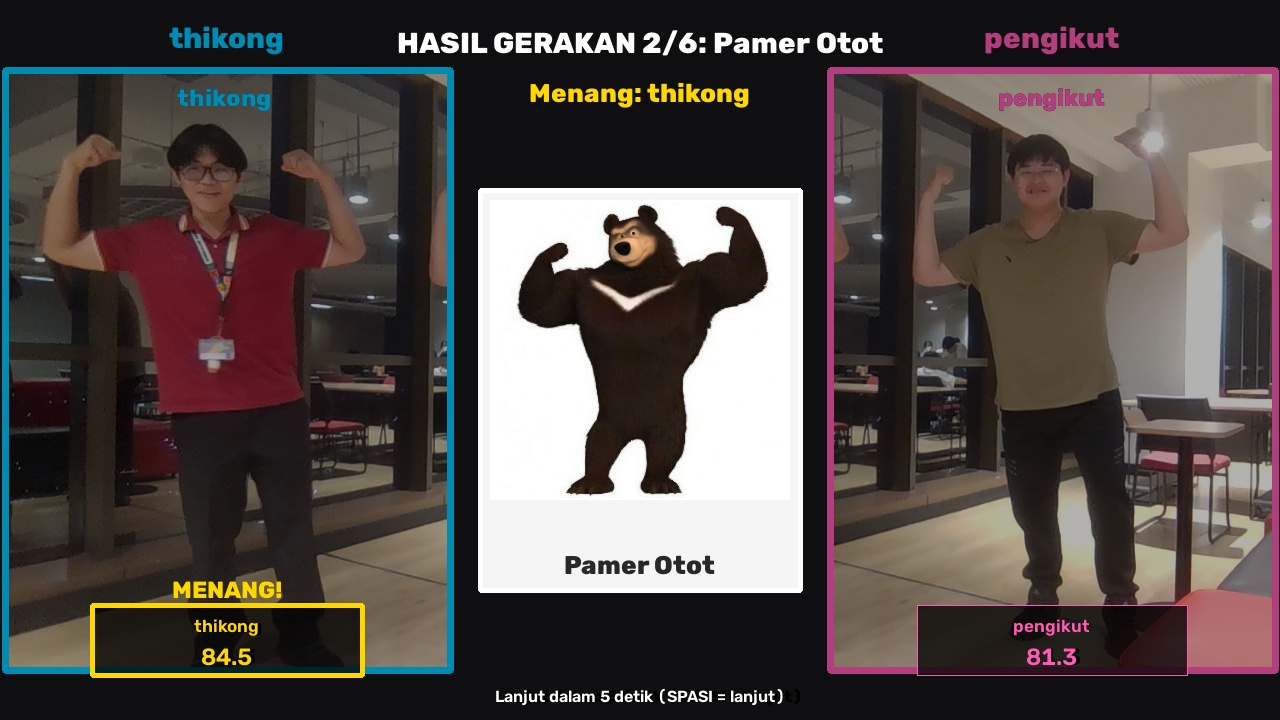 thikong
HASIL GERAKAN 2/6: Pamer Otot
pengikut
thikong
Menang: thikong
pengikut
Pamer Otot
MENANG!
thikong
84.5
pengikut
81.3
Lanjut dalam 5 detik (SPASI = lanjut)